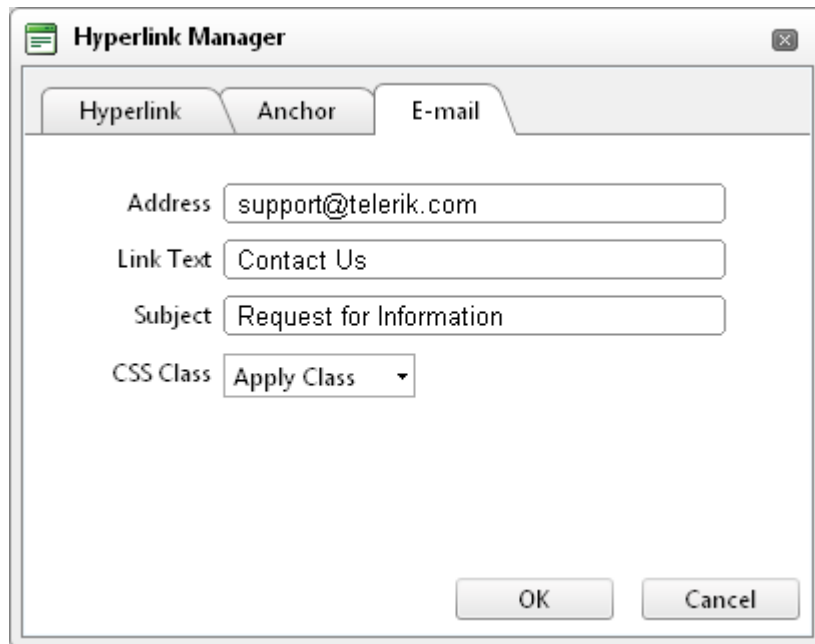 Hyperlink Manager
Hyperlink Anchor E-mail
Address support@telerik.com
Link Text Contact Us
Subject Request for Information
CSS Class Apply Class
OK Cancel